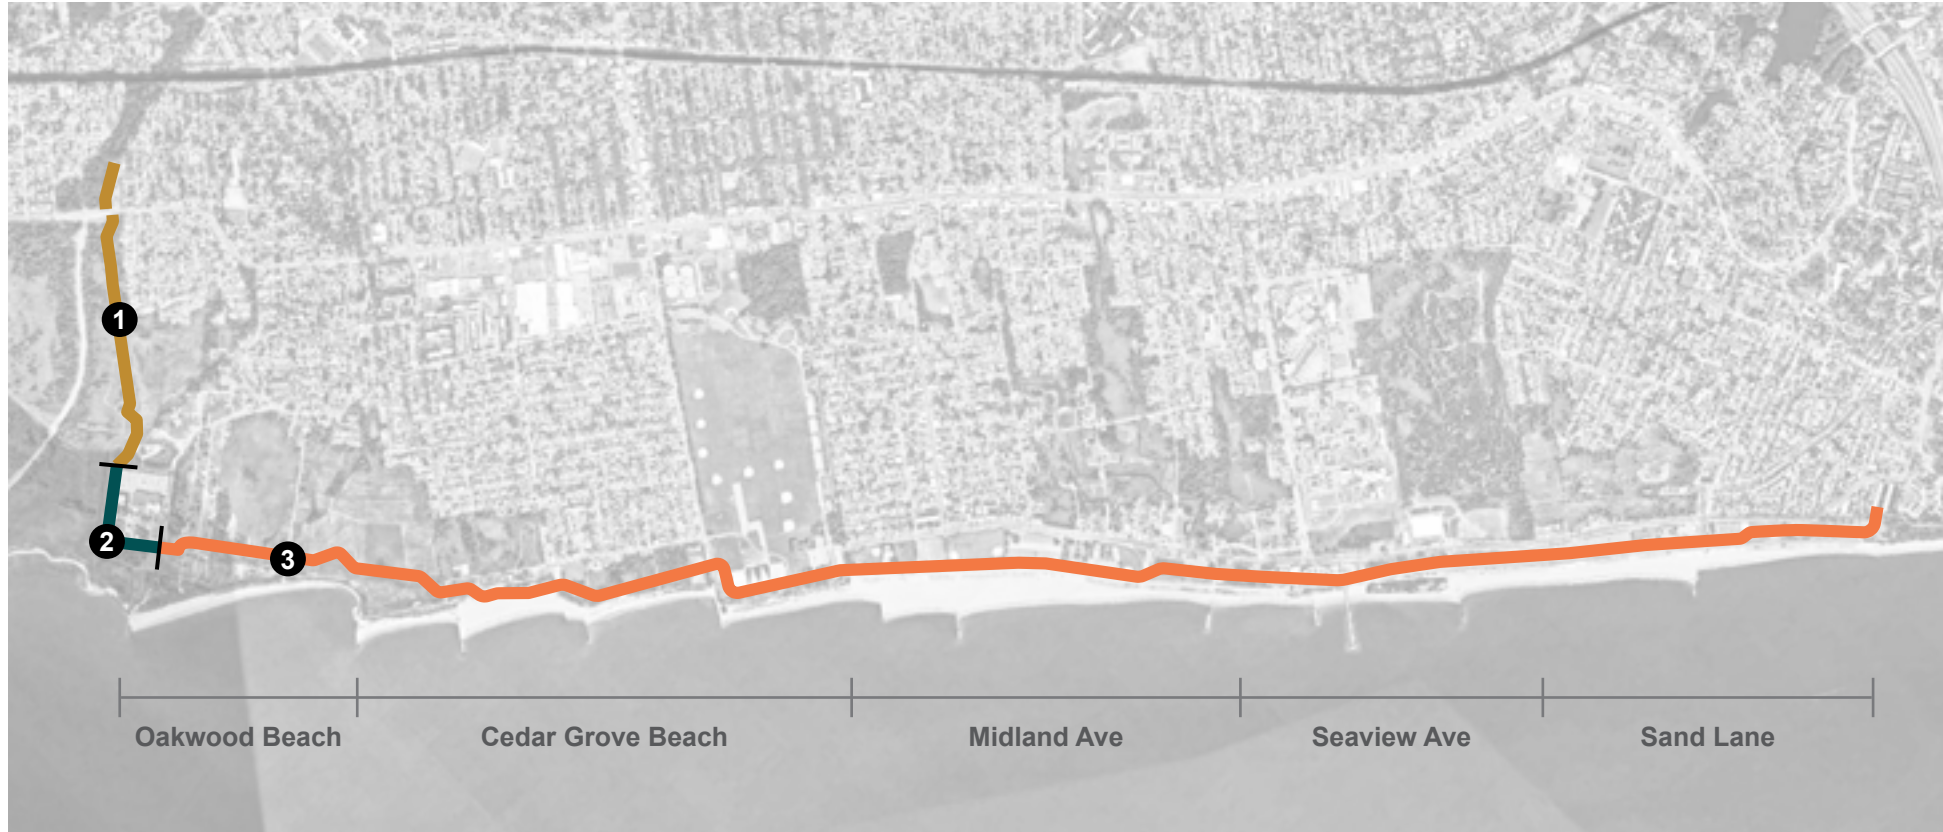 1
2
3
Oakwood Beach
Cedar Grove Beach
Midland Ave
Seaview Ave
Sand Lane